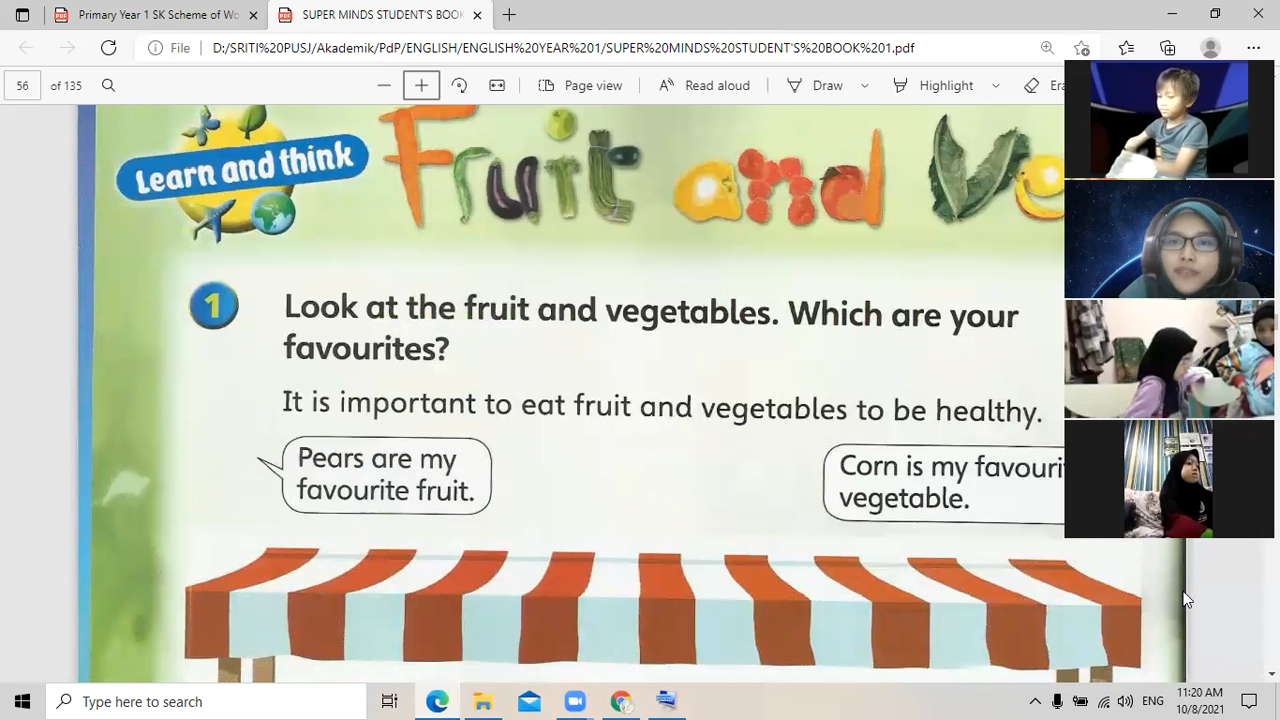 Primary Year 1 SK Scheme of Wo
SUPER MINDS STUDENT'S BOOK
File
D:/SRITI%20PUSJ/Akademik/PdP/ENGLISH/ENGLISH%20YEAR%201/SUPER%20MINDS%20STUDENT'S%20BOOK%201.pdf
56 of 135
Page view
Read aloud
Draw
Highlight
Era
Learn and think
Fruit and Ve
1 Look at the fruit and vegetables. Which are your
favourites?
It is important to eat fruit and vegetables to be healthy.
Pears are my
favourite fruit.
Corn is my favouri
vegetable.
Type here to search
ENG
11:20 AM
10/8/2021